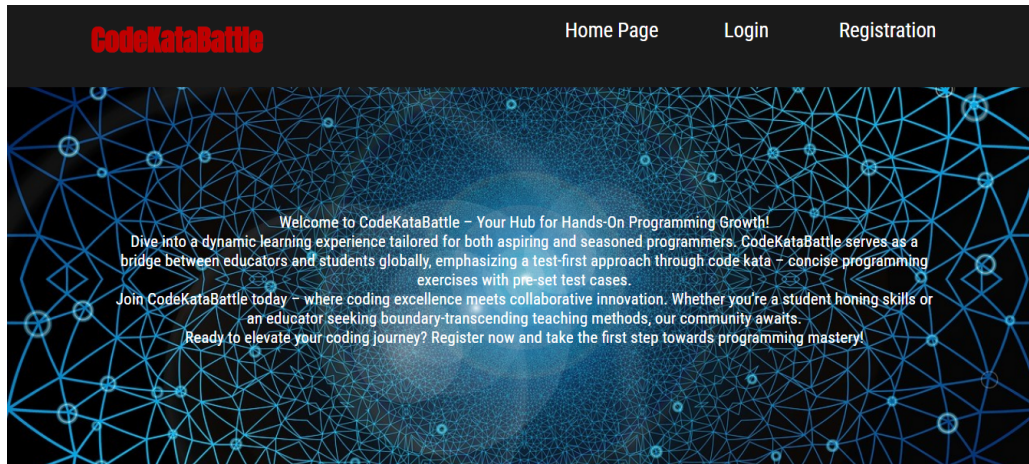 CodeKataBattle
Home Page
Login
Registration
Welcome to CodeKataBattle – Your Hub for Hands-On Programming Growth!
Dive into a dynamic learning experience tailored for both aspiring and seasoned programmers. CodeKataBattle serves as a
bridge between educators and students globally, emphasizing a test-first approach through code kata – concise programming
exercises with pre-set test cases.
Join CodeKataBattle today – where coding excellence meets collaborative innovation. Whether you're a student honing skills or
an educator seeking boundary-transcending teaching methods, our community awaits.
Ready to elevate your coding journey? Register now and take the first step towards programming mastery!